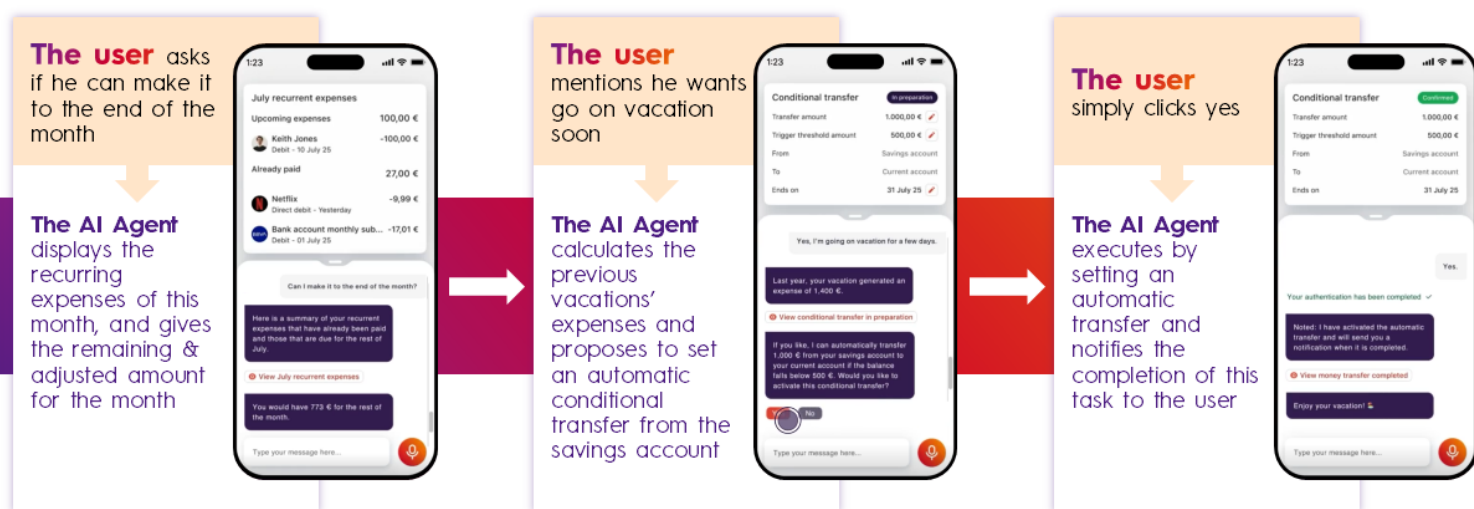 The user asks
if he can make it
to the end of the
month
The AI Agent
displays the
recurring
expenses of this
month, and gives
the remaining &
adjusted amount
for the month
1:23
July recurrent expenses
Upcoming expenses 100,00 €
Keith Jones -100,00 €
Debit - 10 July 25
Already paid 27,00 €
Netflix -9,99 €
Direct debit - Yesterday
BBVA
Bank account monthly sub... -17,01 €
Debit - 01 July 25
Can I make it to the end of the month?
Here is a summary of your recurrent
expenses that have already been paid
and those that are due for the rest of
July.
View July recurrent expenses
You would have 773 € for the rest of
the month.
Type your message here...
The user
mentions he wants
go on vacation
soon
The AI Agent
calculates the
previous
vacations'
expenses and
proposes to set
an automatic
conditional
transfer from the
savings account
1:23
Conditional transfer In preparation
Transfer amount 1.000,00 €
Trigger threshold amount 500,00 €
From Savings account
To Current account
Ends on 31 July 25
Yes, I'm going on vacation for a few days.
Last year, your vacation generated an
expense of 1,400 €.
View conditional transfer in preparation
If you like, I can automatically transfer
1,000 € from your savings account to
your current account if the balance
falls below 500 €. Would you like to
activate this conditional transfer?
No
Type your message here...
The user
simply clicks yes
The AI Agent
executes by
setting an
automatic
transfer and
notifies the
completion of this
task to the user
1:23
Conditional transfer Confirmed
Transfer amount 1.000,00 €
Trigger threshold amount 500,00 €
From Savings account
To Current account
Ends on 31 July 25
Yes.
Your authentication has been completed
Noted: I have activated the automatic
transfer and will send you a
notification when it is completed.
View money transfer completed
Enjoy your vacation!
Type your message here...